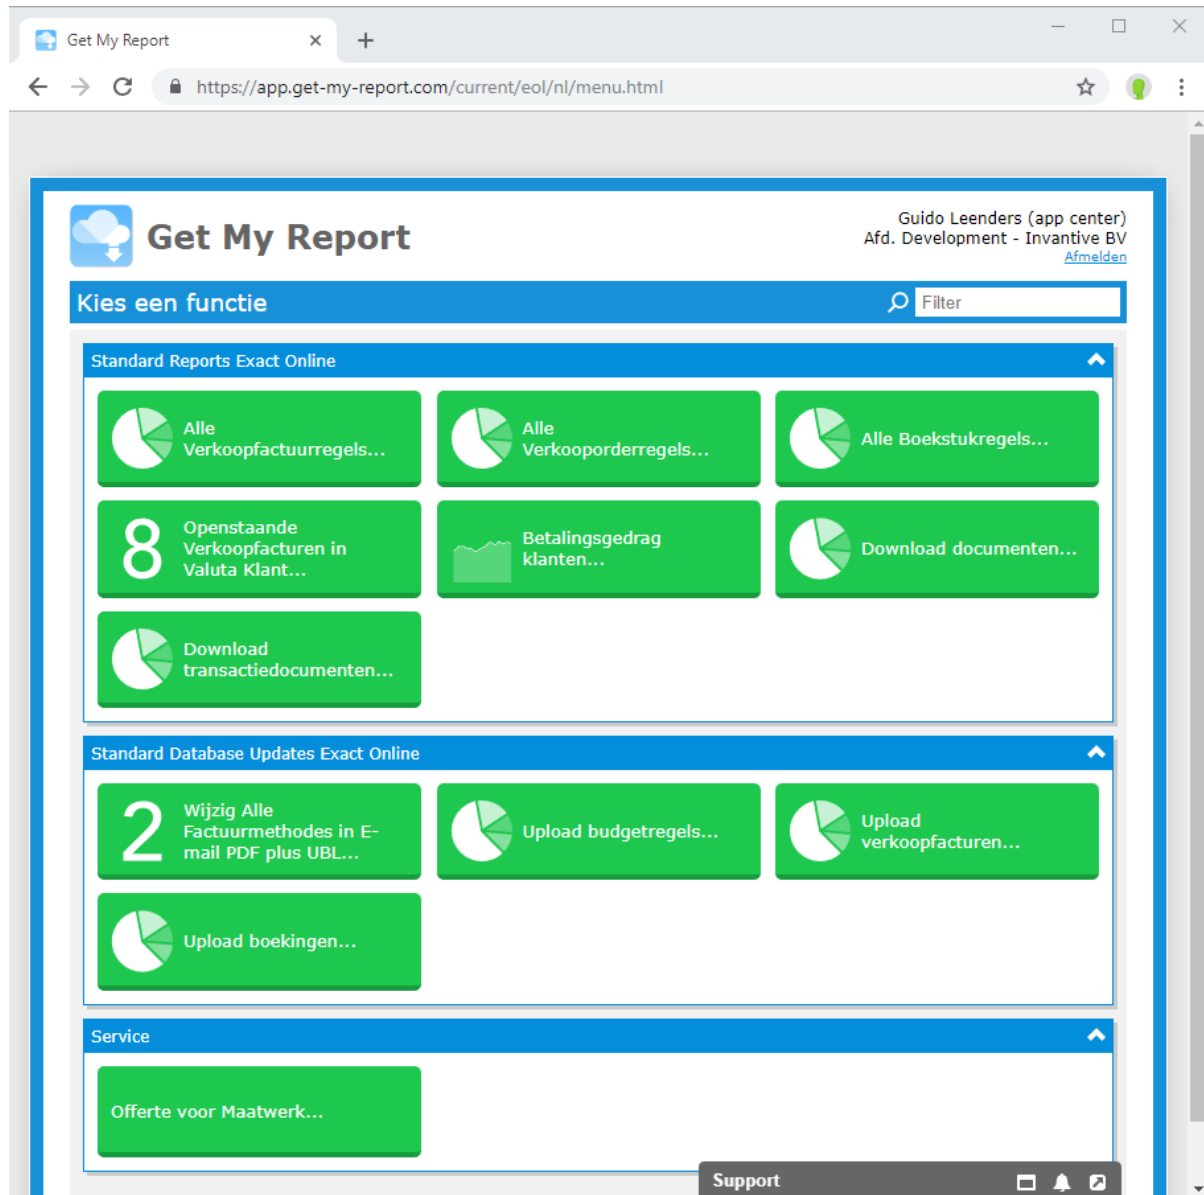 Get My Report
https://app.get-my-report.com/current/eol/nl/menu.html
Get My Report
Guido Leenders (app center)
Afd. Development - Invantive BV
Afmelden
Kies een functie
Filter
Standard Reports Exact Online
Alle
Verkoopfactuurregels...
Alle
Verkooporderregels...
Alle Boekstukregels...
8
Openstaande
Verkoopfacturen in
Valuta Klant...
Betalingsgedrag
klanten...
Download documenten...
Download
transactiedocumenten...
Standard Database Updates Exact Online
2
Wijzig Alle
Factuurmethodes in E-
mail PDF plus UBL...
Upload budgetregels...
Upload
verkoopfacturen...
Upload boekingen...
Service
Offerte voor Maatwerk...
Support